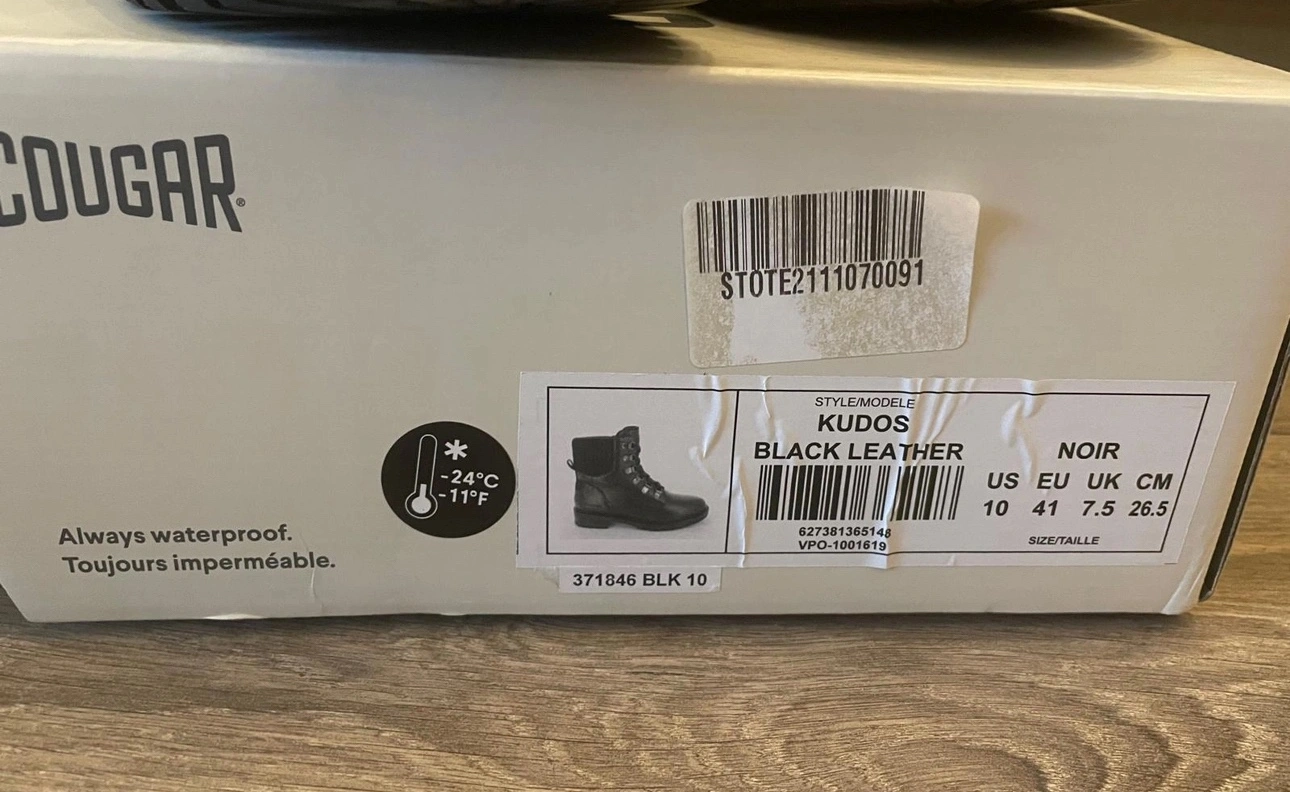 COUGAR®
STOTE2111070091
-24°C
-11°F
Always waterproof.
Toujours imperméable.
STYLE/MODELE
KUDOS
BLACK LEATHER
NOIR
US EU UK CM
10 41 7.5 26.5
627381365148
VPO-1001619
SIZE/TAILLE
371846 BLK 10